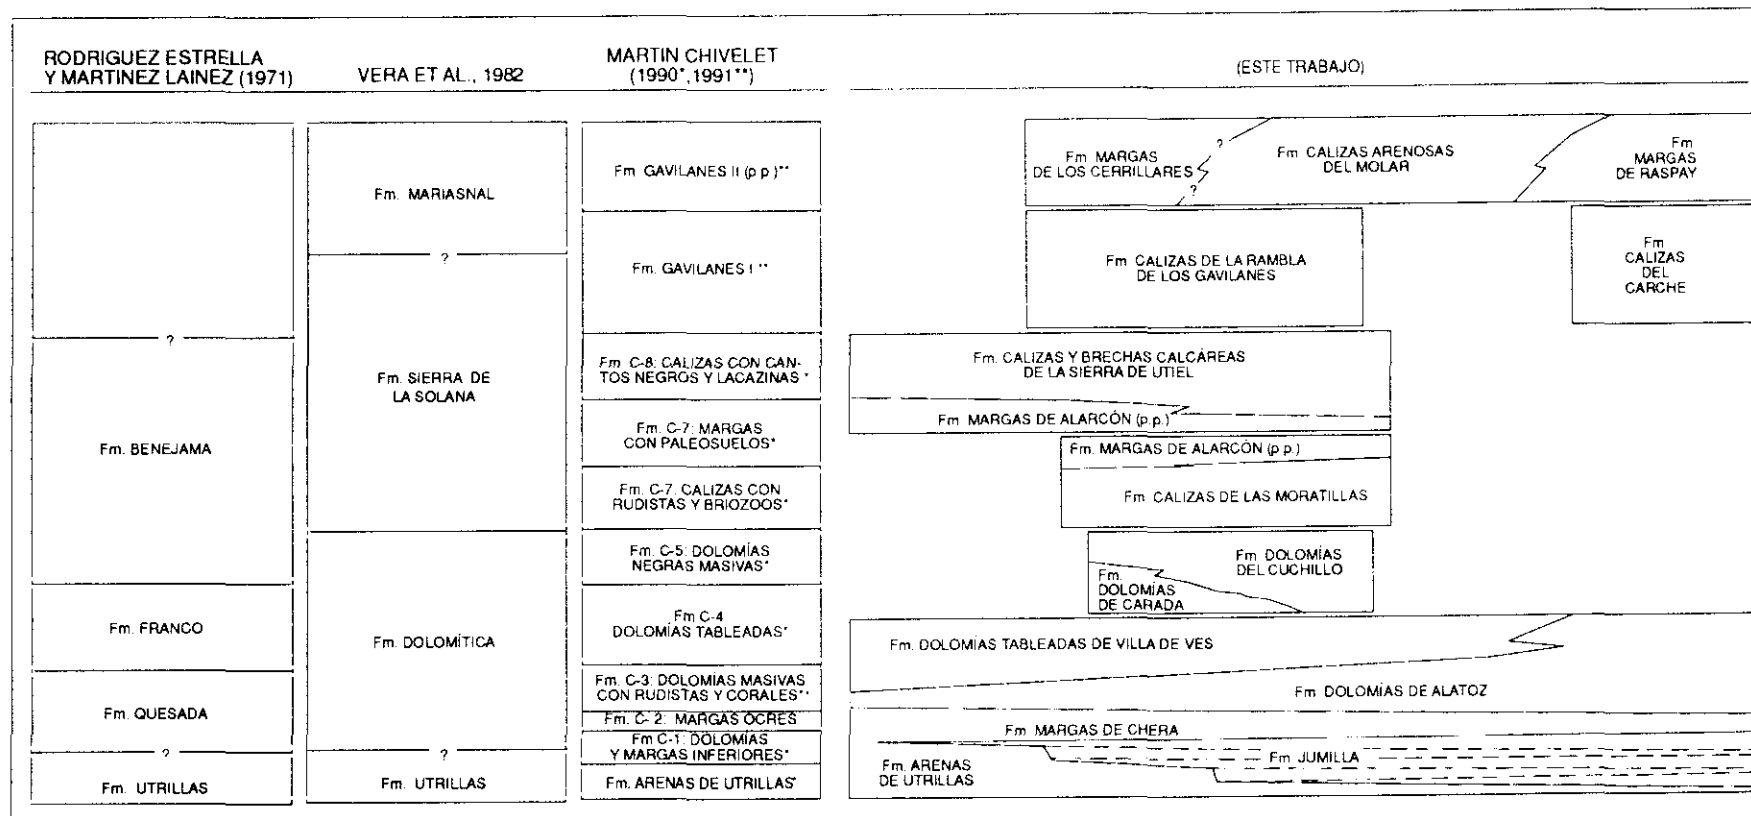 RODRIGUEZ ESTRELLA
Y MARTINEZ LAINEZ (1971)
VERA ET AL., 1982
MARTIN CHIVELET
(1990*, 1991**)
(ESTE TRABAJO)
?
Fm. BENEJAMA
Fm. FRANCO
Fm. QUESADA
?
Fm. UTRILLAS
Fm. MARIASNAL
?
Fm. SIERRA DE
LA SOLANA
Fm. DOLOMÍTICA
?
Fm. UTRILLAS
Fm GAVILANES II (p p)**
Fm. GAVILANES I **
Fm C-8: CALIZAS CON CAN-
TOS NEGROS Y LACAZINAS *
Fm. C-7: MARGAS
CON PALEOSUELOS*
Fm. C-7. CALIZAS CON
RUDISTAS Y BRIOZOOS*
Fm. C-5: DOLOMÍAS
NEGRAS MASIVAS*
Fm C-4
DOLOMÍAS TABLEADAS*
Fm. C-3: DOLOMÍAS MASIVAS
CON RUDISTAS Y CORALES**
Fm. C- 2: MARGAS OCRES
Fm C-1: DOLOMÍAS
Y MARGAS INFERIORES*
Fm. ARENAS DE UTRILLAS*
Fm MARGAS
DE LOS CERRILLARES
?
?
Fm CALIZAS ARENOSAS
DEL MOLAR
Fm
MARGAS
DE RASPAY
Fm CALIZAS DE LA RAMBLA
DE LOS GAVILANES
Fm
CALIZAS
DEL
CARCHE
Fm. CALIZAS Y BRECHAS CALCÁREAS
DE LA SIERRA DE UTIEL
Fm MARGAS DE ALARCÓN (p.p.)
Fm. MARGAS DE ALARCÓN (p p.)
Fm CALIZAS DE LAS MORATILLAS
Fm DOLOMÍAS
DEL CUCHILLO
Fm.
DOLOMÍAS
DE CARADA
Fm. DOLOMÍAS TABLEADAS DE VILLA DE VES
Fm DOLOMÍAS DE ALATOZ
Fm MARGAS DE CHERA
Fm JUMILLA
Fm. ARENAS
DE UTRILLAS